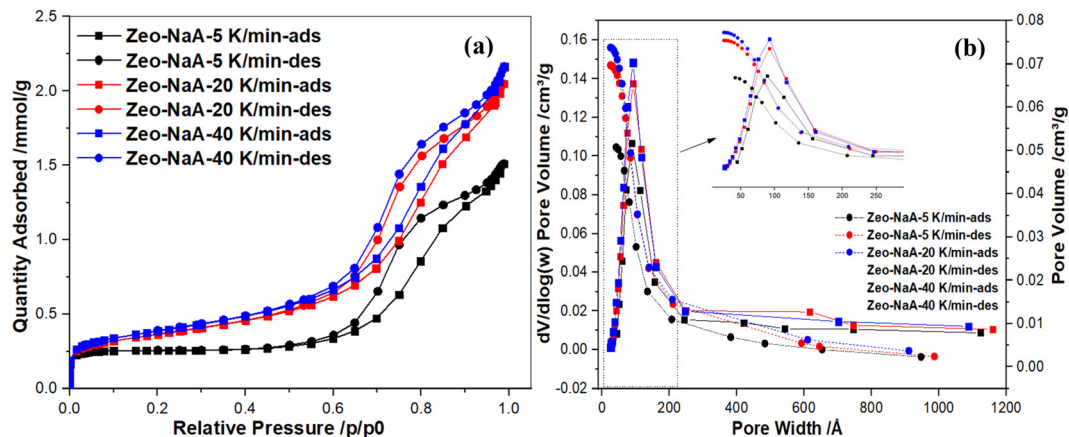 (a)
Zeo-NaA-5 K/min-ads
Zeo-NaA-5 K/min-des
Zeo-NaA-20 K/min-ads
Zeo-NaA-20 K/min-des
Zeo-NaA-40 K/min-ads
Zeo-NaA-40 K/min-des
Quantity Adsorbed /mmol/g
2.5
2.0
1.5
1.0
0.5
0.0
0.0 0.2 0.4 0.6 0.8 1.0
Relative Pressure /p/p0
(b)
dV/dlog(w) Pore Volume /cm³/g
0.16
0.14
0.12
0.10
0.08
0.06
0.04
0.02
0.00
-0.02
50 100 150 200 250
Zeo-NaA-5 K/min-ads
Zeo-NaA-5 K/min-des
Zeo-NaA-20 K/min-ads
Zeo-NaA-20 K/min-des
Zeo-NaA-40 K/min-ads
Zeo-NaA-40 K/min-des
0 200 400 600 800 1000 1200
Pore Width /Å
0.08
0.07
0.06
0.05
0.04
0.03
0.02
0.01
0.00
Pore Volume /cm³/g